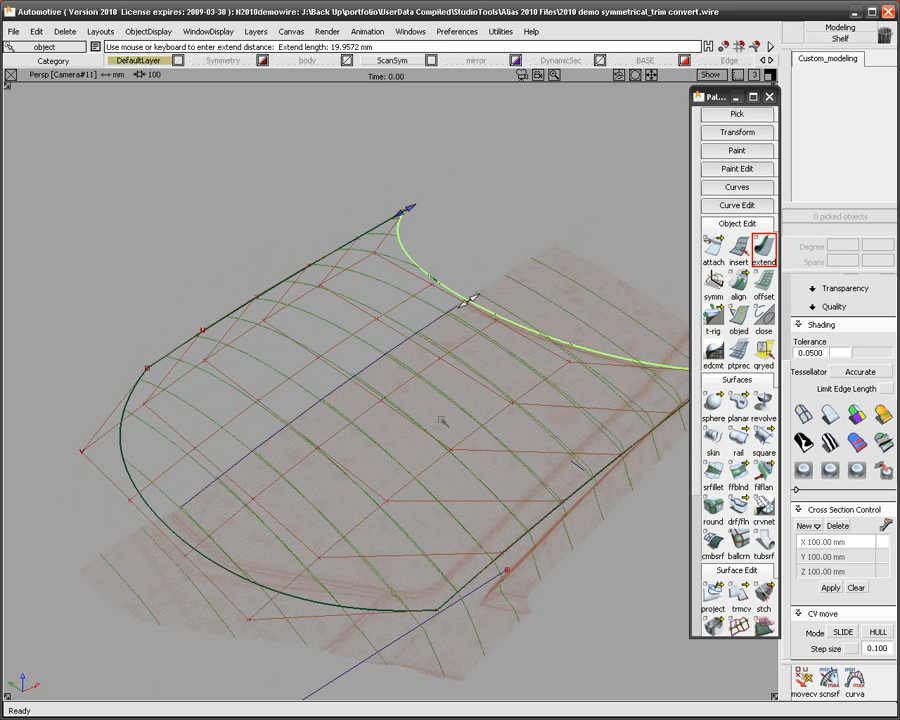 Automotive ( Version 2010  License expires: 2009-03-30 ): N2010demowire: J:\Back Up\portfolio\UserData Compiled\StudioTools\Alias 2010 Files\2010 demo symmetrical_trim convert.wire
File Edit Delete Layouts ObjectDisplay WindowDisplay Layers Canvas Render Animation Windows Preferences Utilities Help
Modeling
Shelf
object
Use mouse or keyboard to enter extend distance:  Extend length: 19.9572 mm
Category DefaultLayer Symmetry body ScanSym mirror DynamicSec BASE Edge
Custom_modeling
Persp [Camera#11] mm 100 Time: 0.00 Show 3
Pal...
Pick
Transform
Paint
Paint Edit
Curves
Curve Edit
Object Edit
attach insert extend
symm align offset
t-rig objed close
edcmt ptprec qryed
Surfaces
sphere planar revolve
skin rail square
srfillet ffblnd filflan
round drf/fln crvnet
cmbsrf ballcrn tubsrf
Surface Edit
project trmcv stch
0 picked objects
Degree
Spans
Transparency
Quality
Shading
Tolerance
0.0500
Tessellator Accurate
Limit Edge Length
Cross Section Control
New Delete
X 100.00 mm
Y 100.00 mm
Z 100.00 mm
Apply Clear
CV move
Mode SLIDE HULL
Step size 0.100
movecv scnsrf curva
Ready